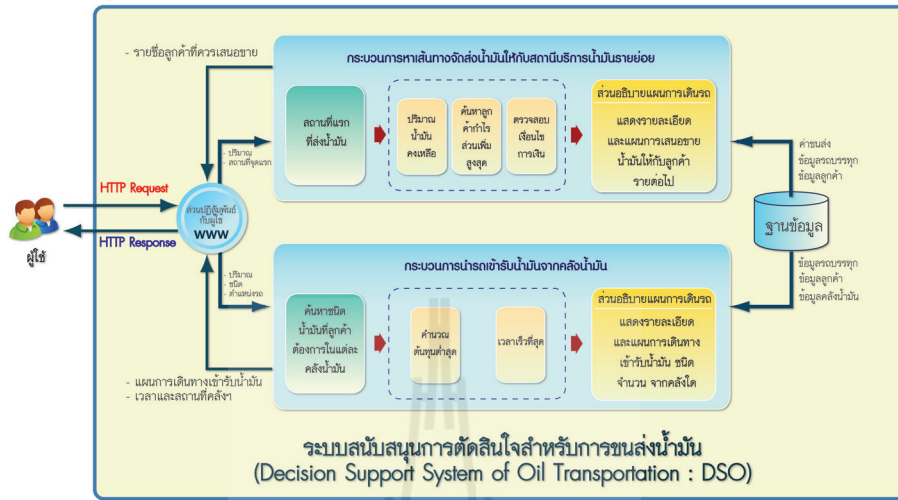 - รายชื่อลูกค้าที่ควรเสนอขาย
กระบวนการหาเส้นทางจัดส่งน้ำมันให้กับสถานีบริการน้ำมันรายย่อย
สถานที่แรก
ที่ส่งน้ำมัน
ปริมาณ
น้ำมัน
คงเหลือ
ค้นหาลูก
ค้ากำไร
ส่วนเพิ่ม
สูงสุด
ตรวจสอบ
เงื่อนไข
การเงิน
ส่วนอธิบายแผนการเดินรถ
แสดงรายละเอียด
และแผนการเสนอขาย
น้ำมันให้กับลูกค้า
รายต่อไป
- ปริมาณ
- สถานที่จุดแรก
ค่าขนส่ง
ข้อมูลรถบรรทุก
ข้อมูลลูกค้า
HTTP Request
ส่วนปฏิสัมพันธ์
กับผู้ใช้
WWW
HTTP Response
ผู้ใช้
ฐานข้อมูล
- ปริมาณ
- ชนิด
- ตำแหน่งรถ
กระบวนการนำรถเข้ารับน้ำมันจากคลังน้ำมัน
ค้นหาชนิด
น้ำมันที่ลูกค้า
ต้องการในแต่ละ
คลังน้ำมัน
คำนวณ
ต้นทุนต่ำสุด
เวลาเร็วที่สุด
ส่วนอธิบายแผนการเดินรถ
แสดงรายละเอียด
และแผนการเดินทาง
เข้ารับน้ำมัน ชนิด
จำนวน จากคลังใด
ข้อมูลรถบรรทุก
ข้อมูลลูกค้า
ข้อมูลคลังน้ำมัน
- แผนการเดินทางเข้ารับน้ำมัน
- เวลาและสถานที่คลังฯ
ระบบสนับสนุนการตัดสินใจสำหรับการขนส่งน้ำมัน
(Decision Support System of Oil Transportation : DSO)